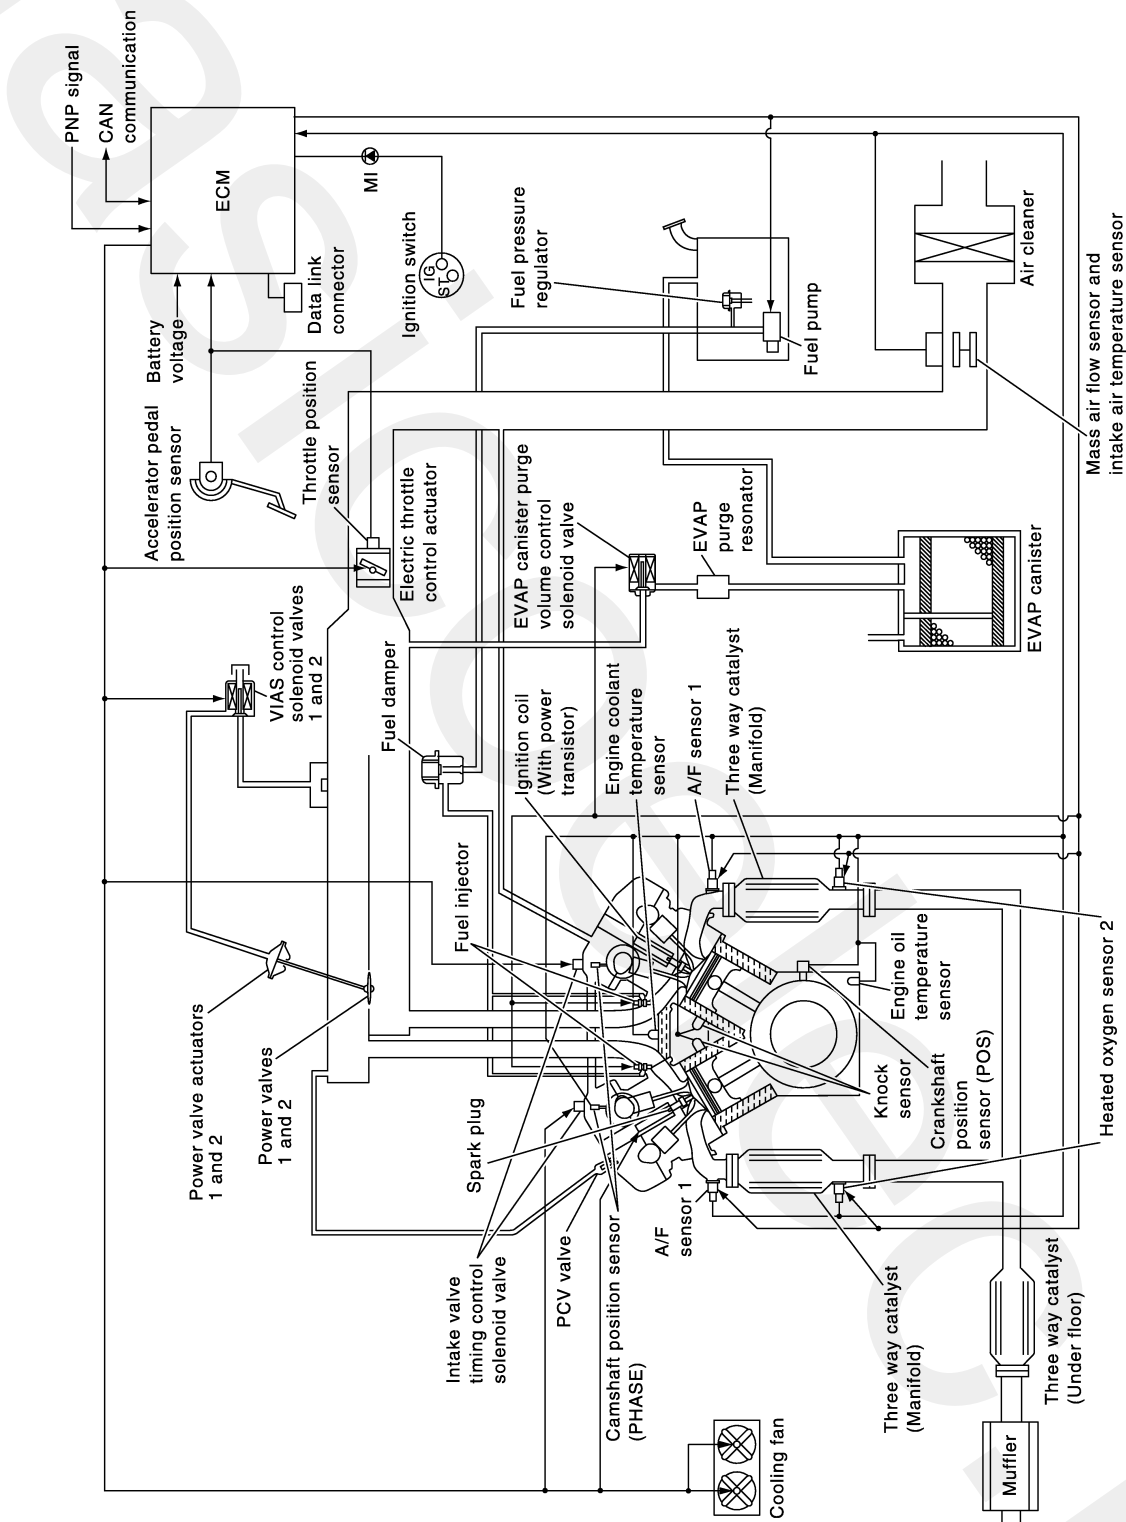 PNP signal
CAN
communication
ECM
MI
Battery
voltage
Data link
connector
Ignition switch
IG
ST
Fuel pressure
regulator
Fuel pump
Air cleaner
Mass air flow sensor and
intake air temperature sensor
Accelerator pedal
position sensor
Throttle position
sensor
Electric throttle
control actuator
EVAP canister purge
volume control
solenoid valve
EVAP
purge
resonator
EVAP canister
VIAS control
solenoid valves
1 and 2
Fuel damper
Ignition coil
(With power
transistor)
Engine coolant
temperature
sensor
A/F sensor 1
Three way catalyst
(Manifold)
Fuel injector
Power valve actuators
1 and 2
Power valves
1 and 2
Spark plug
Engine oil
temperature
sensor
Knock
sensor
Crankshaft
position
sensor (POS)
Heated oxygen sensor 2
Intake valve
timing control
solenoid valve
PCV valve
Camshaft position sensor
(PHASE)
A/F
sensor 1
Three way catalyst
(Manifold)
Three way catalyst
(Under floor)
Cooling fan
Muffler